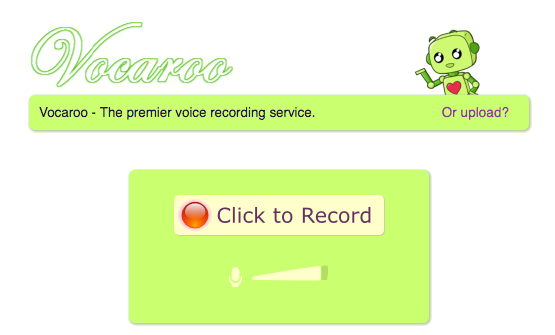 Vocaroo
Vocaroo - The premier voice recording service. Or upload?
Click to Record